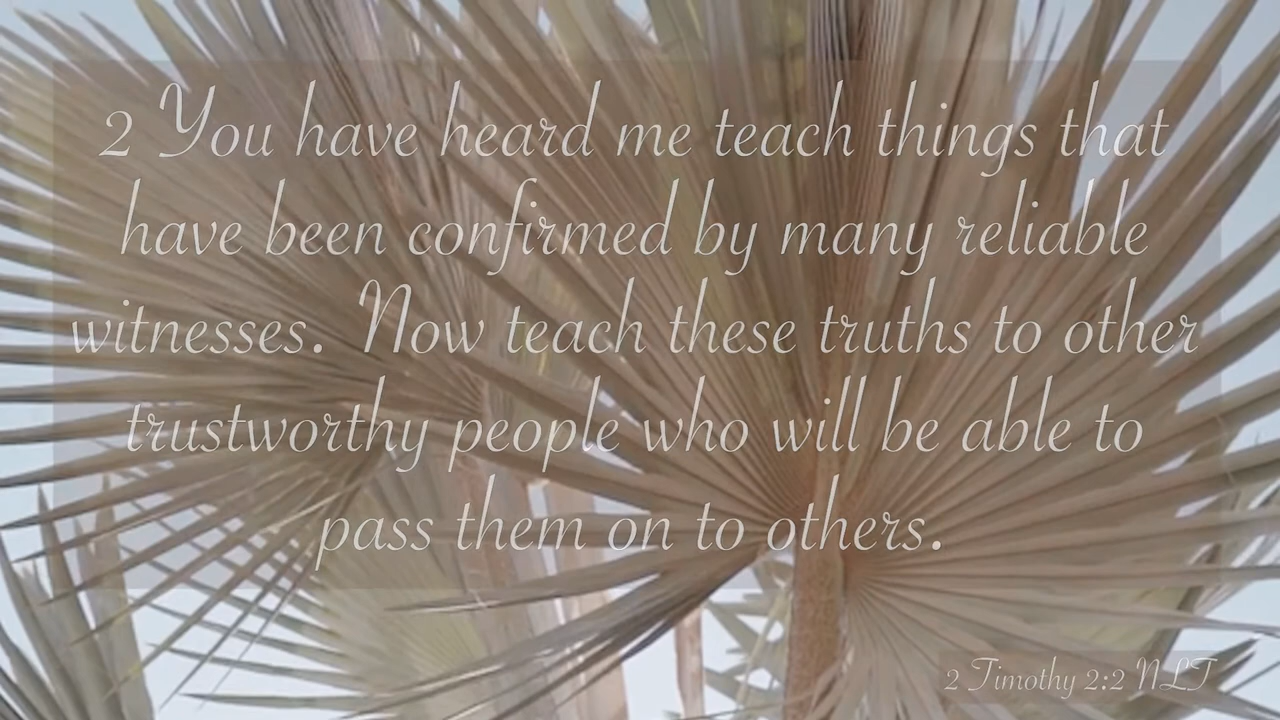 2 You have heard me teach things that
have been confirmed by many reliable
witnesses. Now teach these truths to other
trustworthy people who will be able to
pass them on to others.
2 Timothy 2:2 NLT